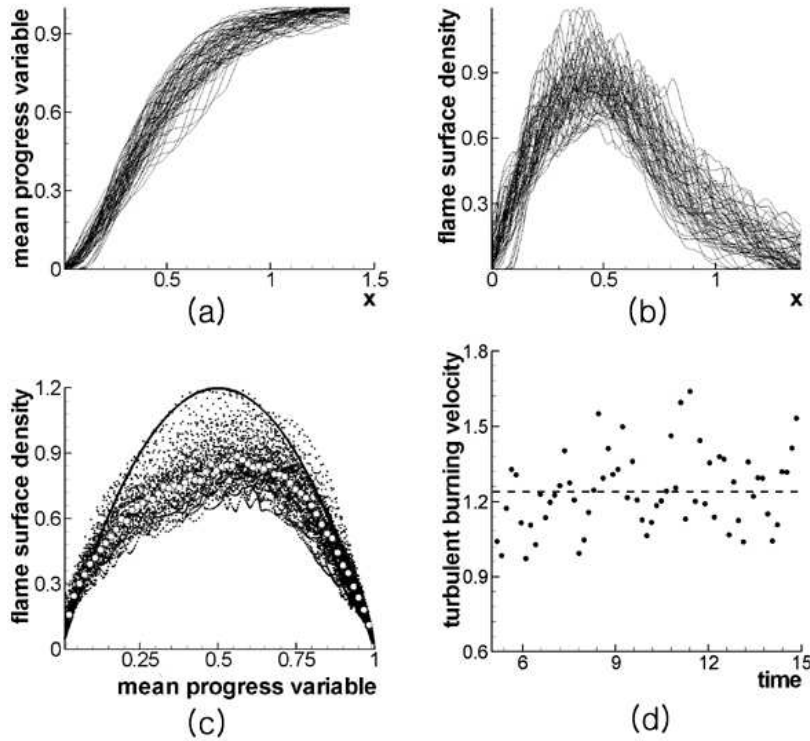 0.9
0.6
0.3
0
mean progress variable
0.5
1
1.5
x
(a)
0.9
0.6
0.3
flame surface density
0
0.5
1
x
(b)
1.2
0.9
0.6
0.3
0
flame surface density
0.25
0.5
0.75
1
mean progress variable
(c)
1.8
1.5
1.2
0.9
0.6
turbulent burning velocity
6
9
12
15
time
(d)